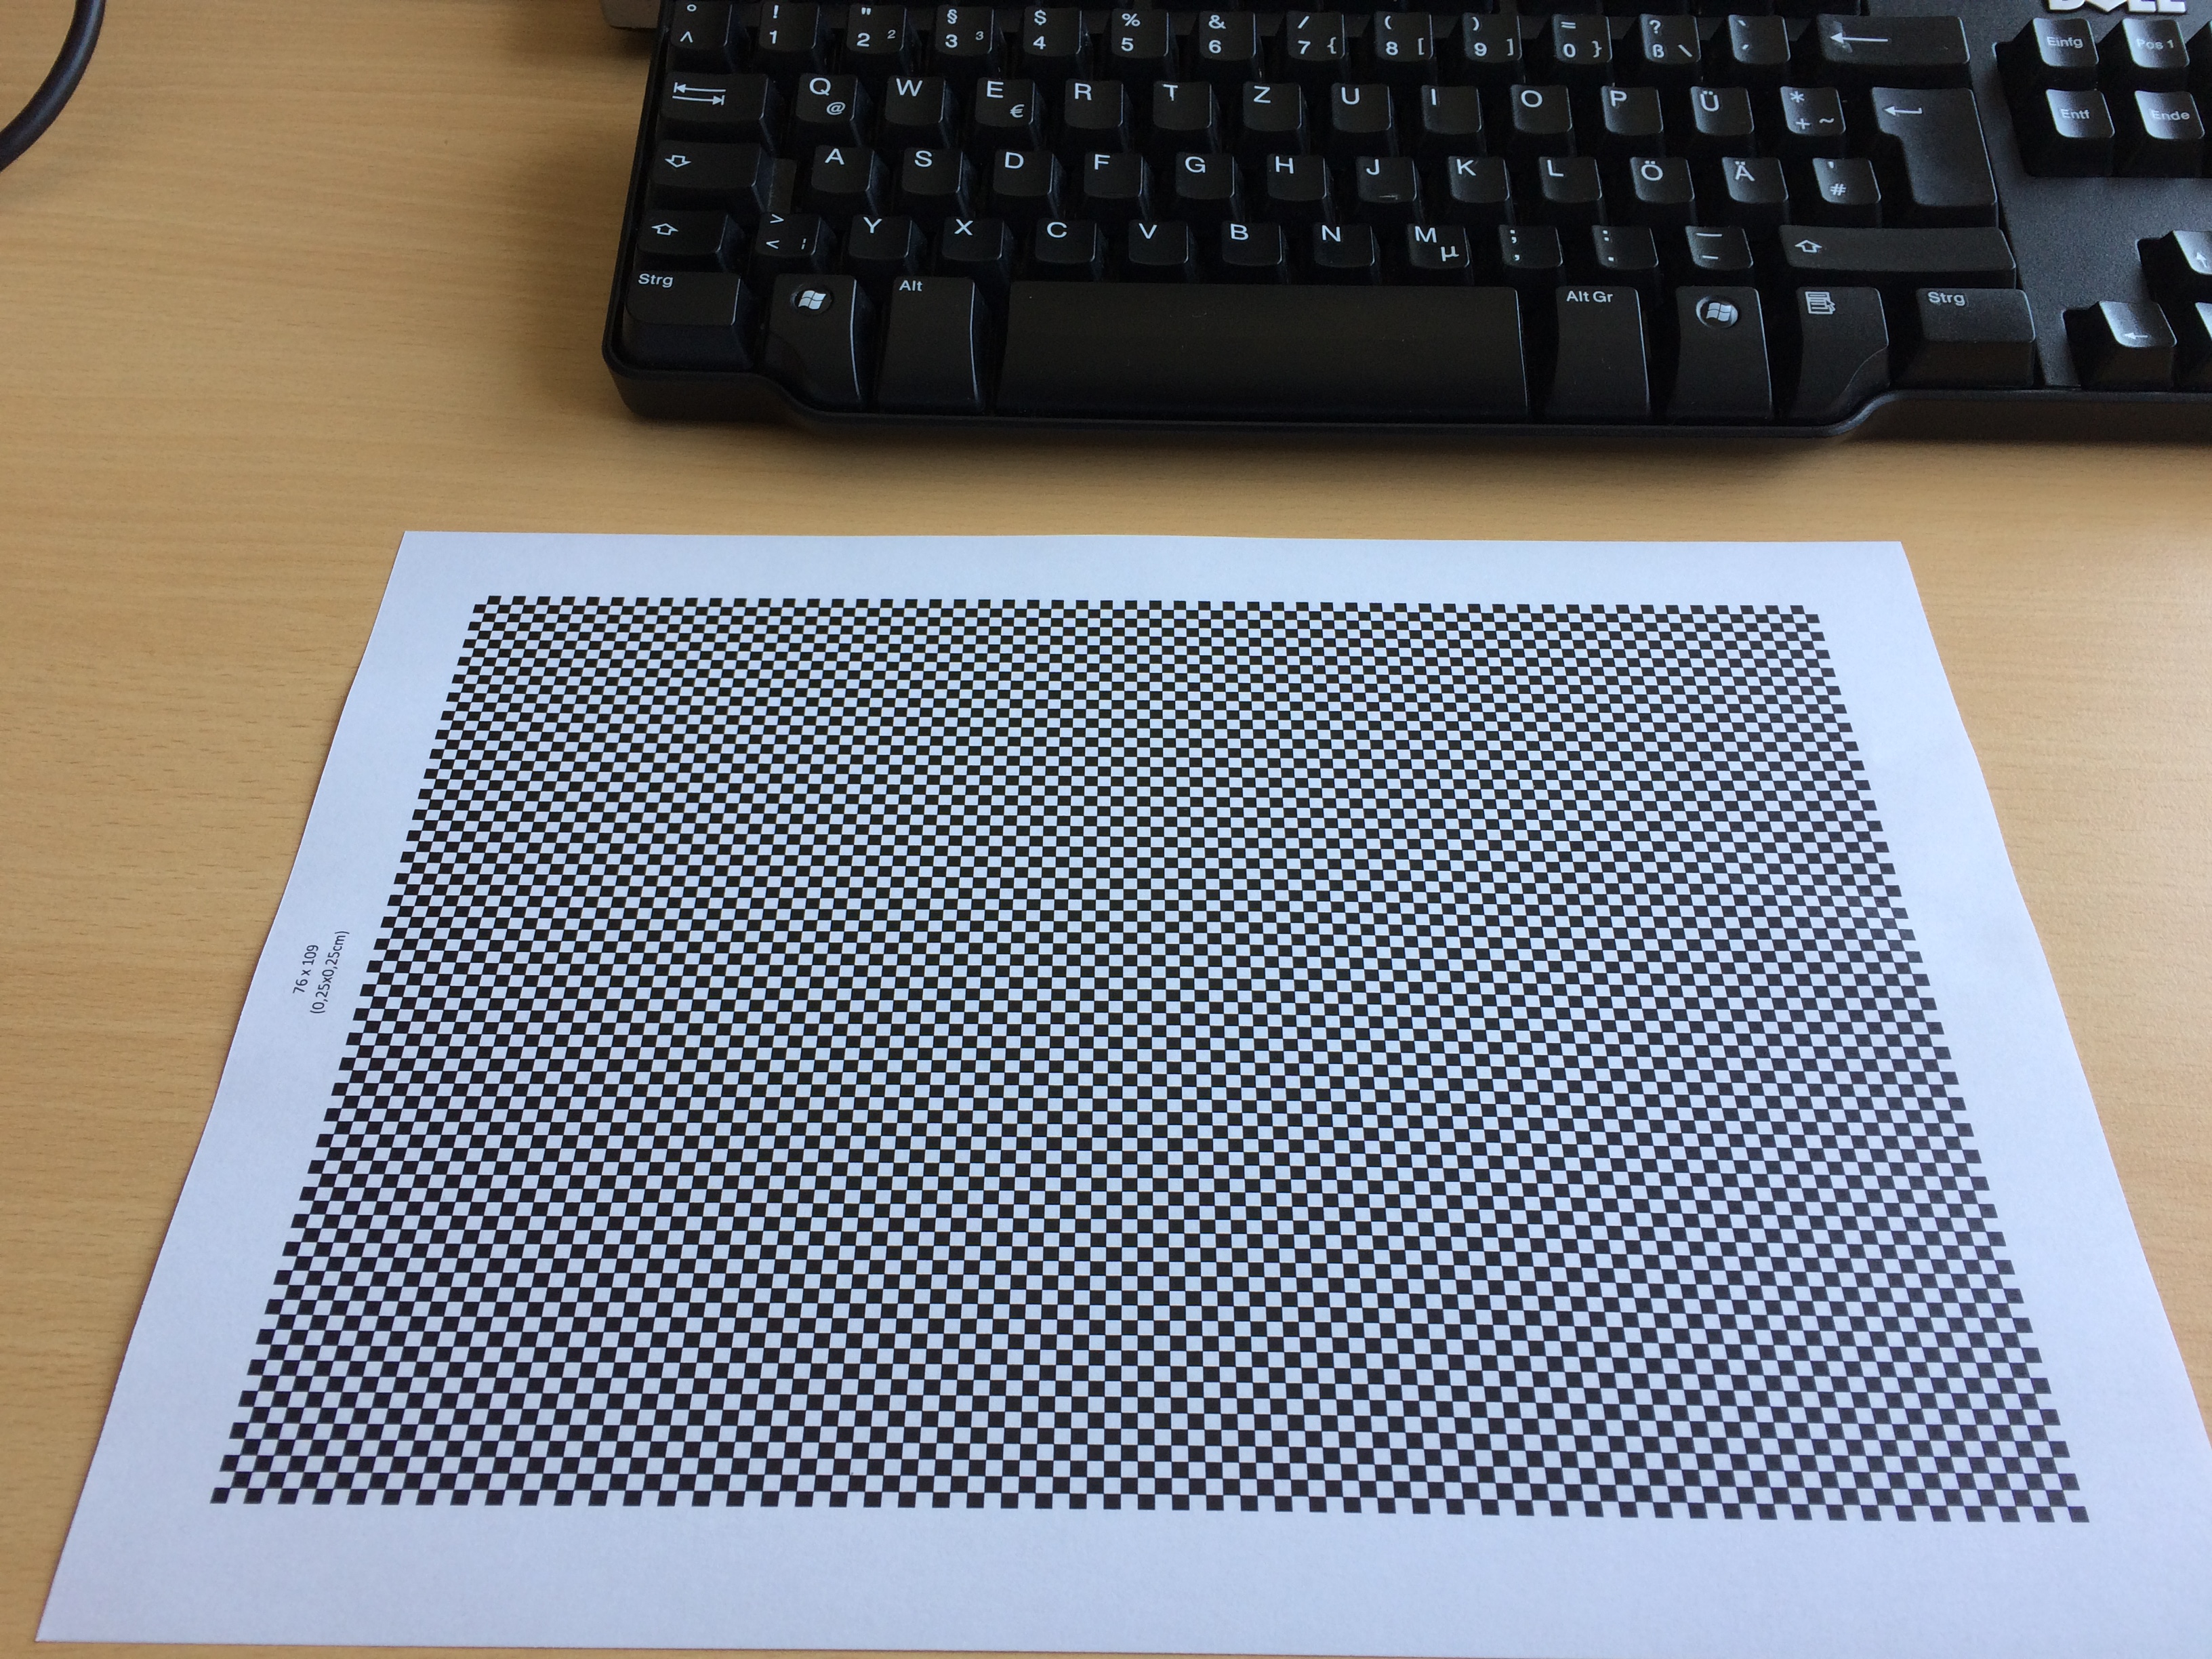 DELL
° ! " § $ % & / ( ) = ? `
^ 1 2 ² 3 ³ 4 5 6 7 { 8 [ 9 ] 0 } ß \ ´
Einfg Pos 1
Q @ W E € R T Z U I O P Ü * + ~
Entf Ende
A S D F G H J K L Ö Ä ' #
> < | Y X C V B N M µ ; , : . _ -
Strg Alt Alt Gr Strg
76 x 109
(0,25x0,25cm)